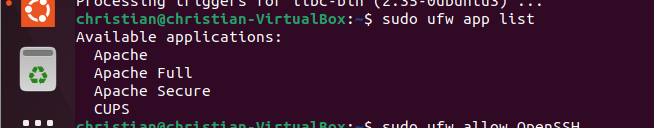 Processing triggers for libc-bin (2.35-0ubuntu3) ...
christian@christian-VirtualBox:~$ sudo ufw app list
Available applications:
  Apache
  Apache Full
  Apache Secure
  CUPS
christian@christian-VirtualBox:~$ sudo ufw allow OpenSSH